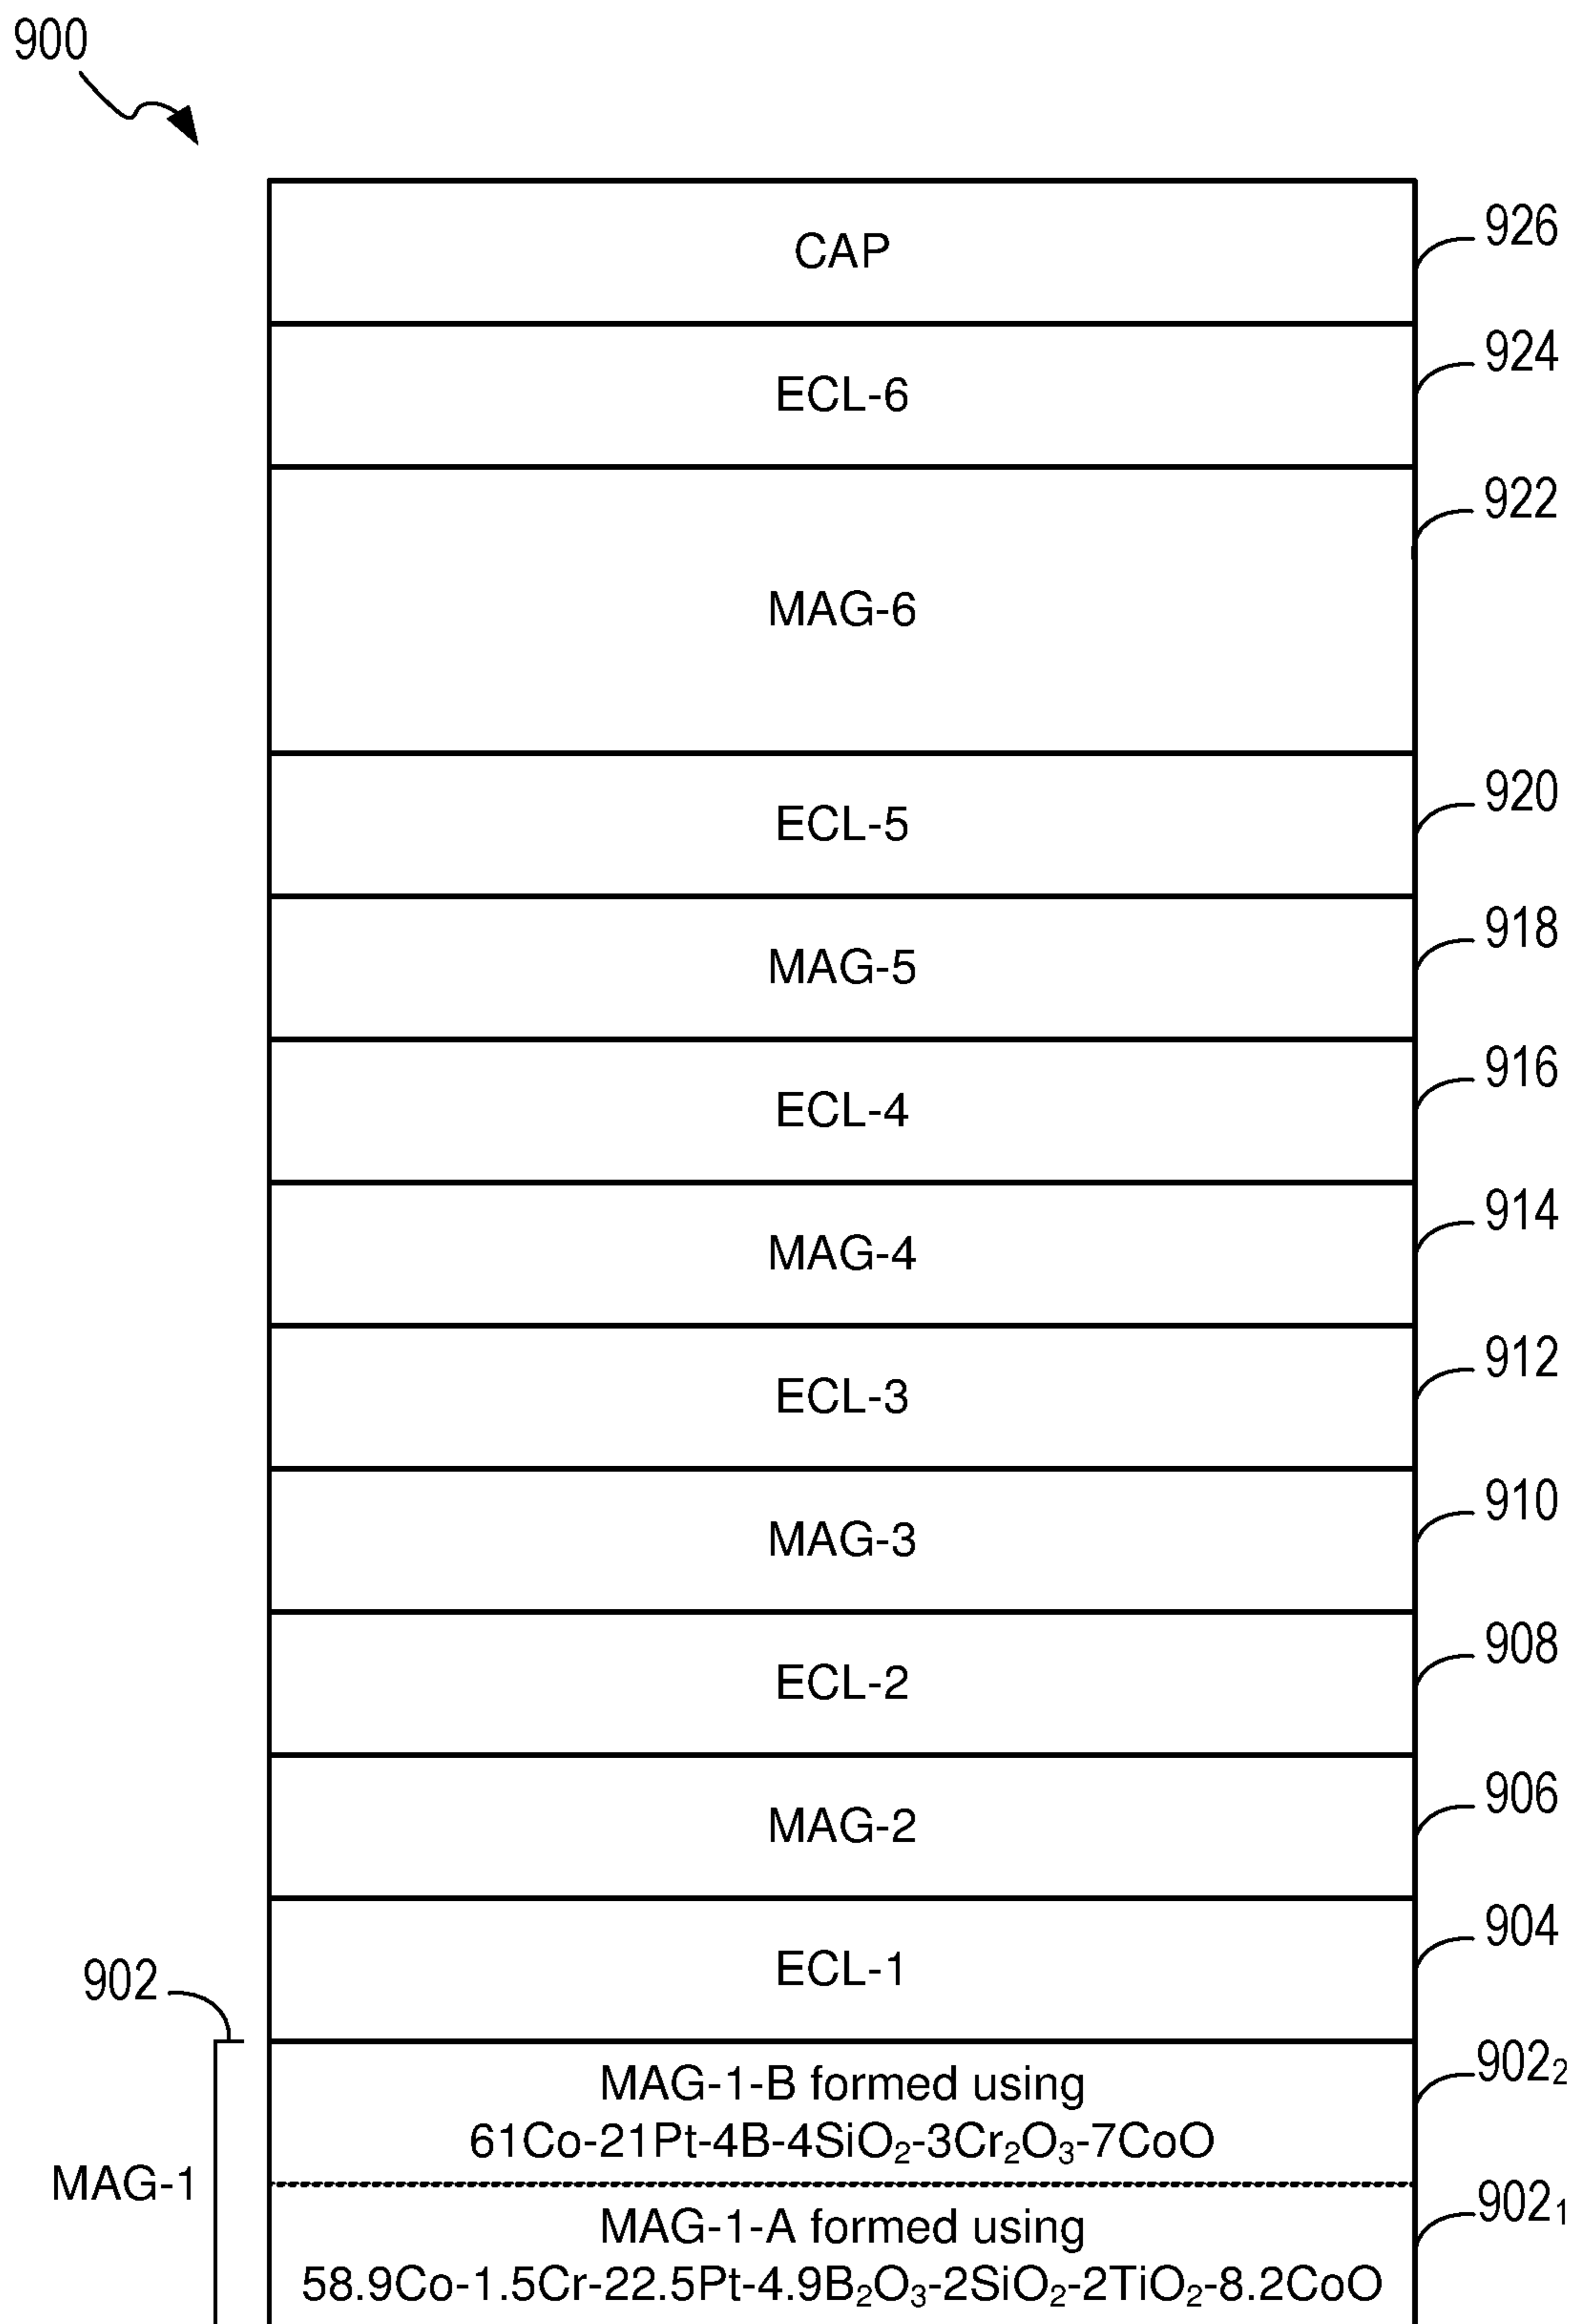 900
CAP
926
ECL-6
924
MAG-6
922
ECL-5
920
MAG-5
918
ECL-4
916
MAG-4
914
ECL-3
912
MAG-3
910
ECL-2
908
MAG-2
906
ECL-1
904
902
MAG-1
MAG-1-B formed using
61Co-21Pt-4B-4SiO₂-3Cr₂O₃-7CoO
902₂
MAG-1-A formed using
58.9Co-1.5Cr-22.5Pt-4.9B₂O₃-2SiO₂-2TiO₂-8.2CoO
902₁